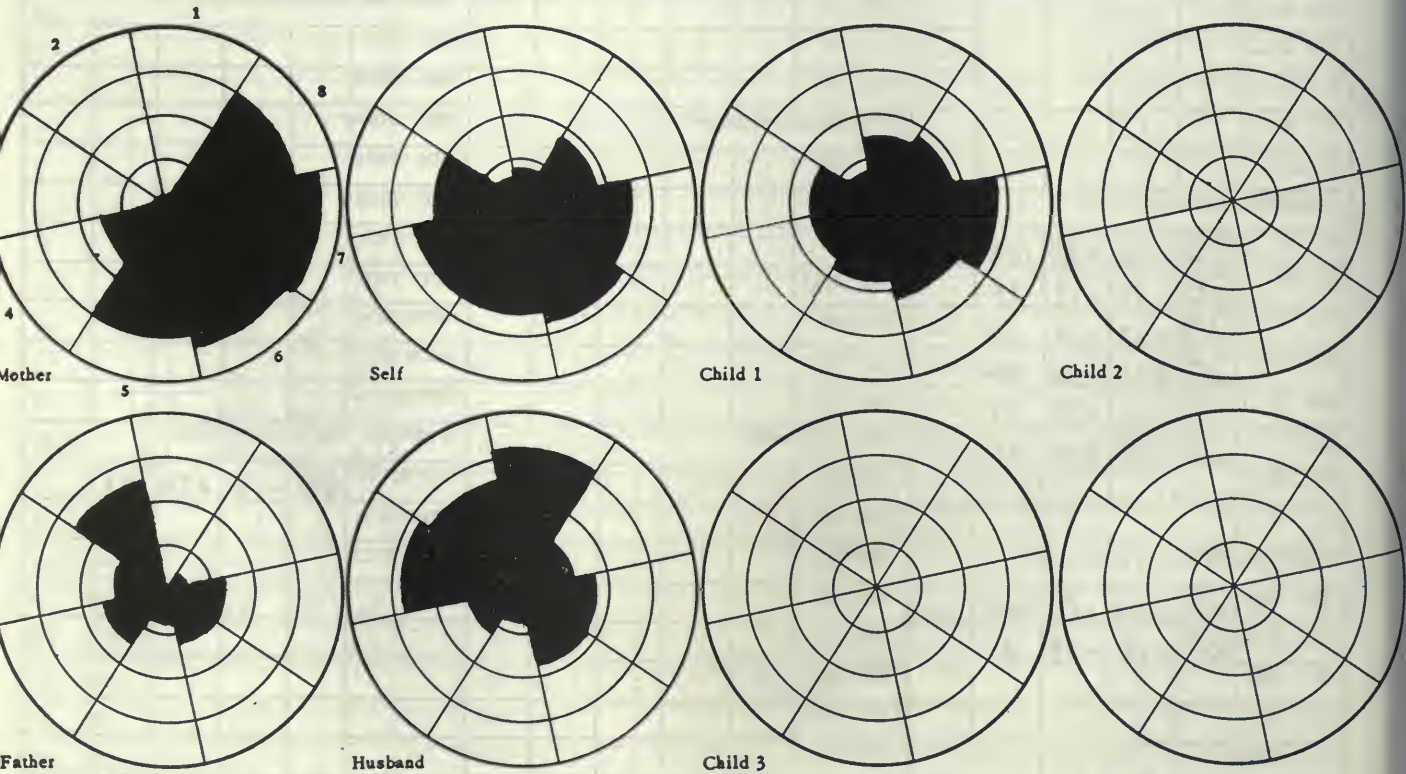 1
2
8
7
4
6
Mother
Self
Child 1
Child 2
5
Father
Husband
Child 3